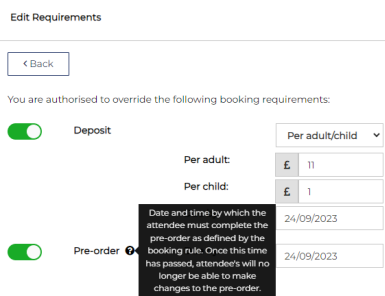 Edit Requirements
< Back
You are authorised to override the following booking requirements:
Deposit
Per adult/child
Per adult:
£ 11
Per child:
£ 1
24/09/2023
Pre-order ?
24/09/2023
Date and time by which the
attendee must complete the
pre-order as defined by the
booking rule. Once this time
has passed, attendee's will no
longer be able to make
changes to the pre-order.